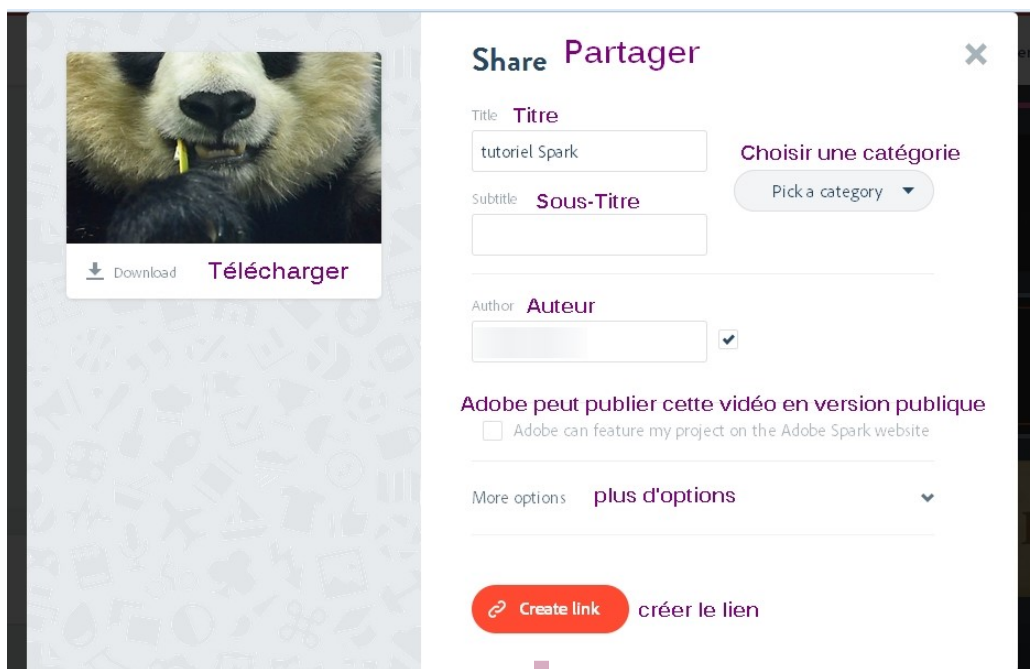 Share Partager
Title Titre
tutoriel Spark
Choisir une catégorie
Pick a category
Subtitle Sous-Titre
Download Télécharger
Author Auteur
Adobe peut publier cette vidéo en version publique
Adobe can feature my project on the Adobe Spark website
More options plus d'options
Create link créer le lien